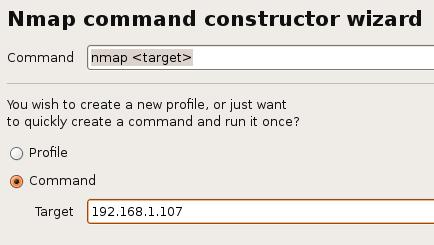 Nmap command constructor wizard
Command nmap <target>
You wish to create a new profile, or just want
to quickly create a command and run it once?
Profile
Command
Target 192.168.1.107